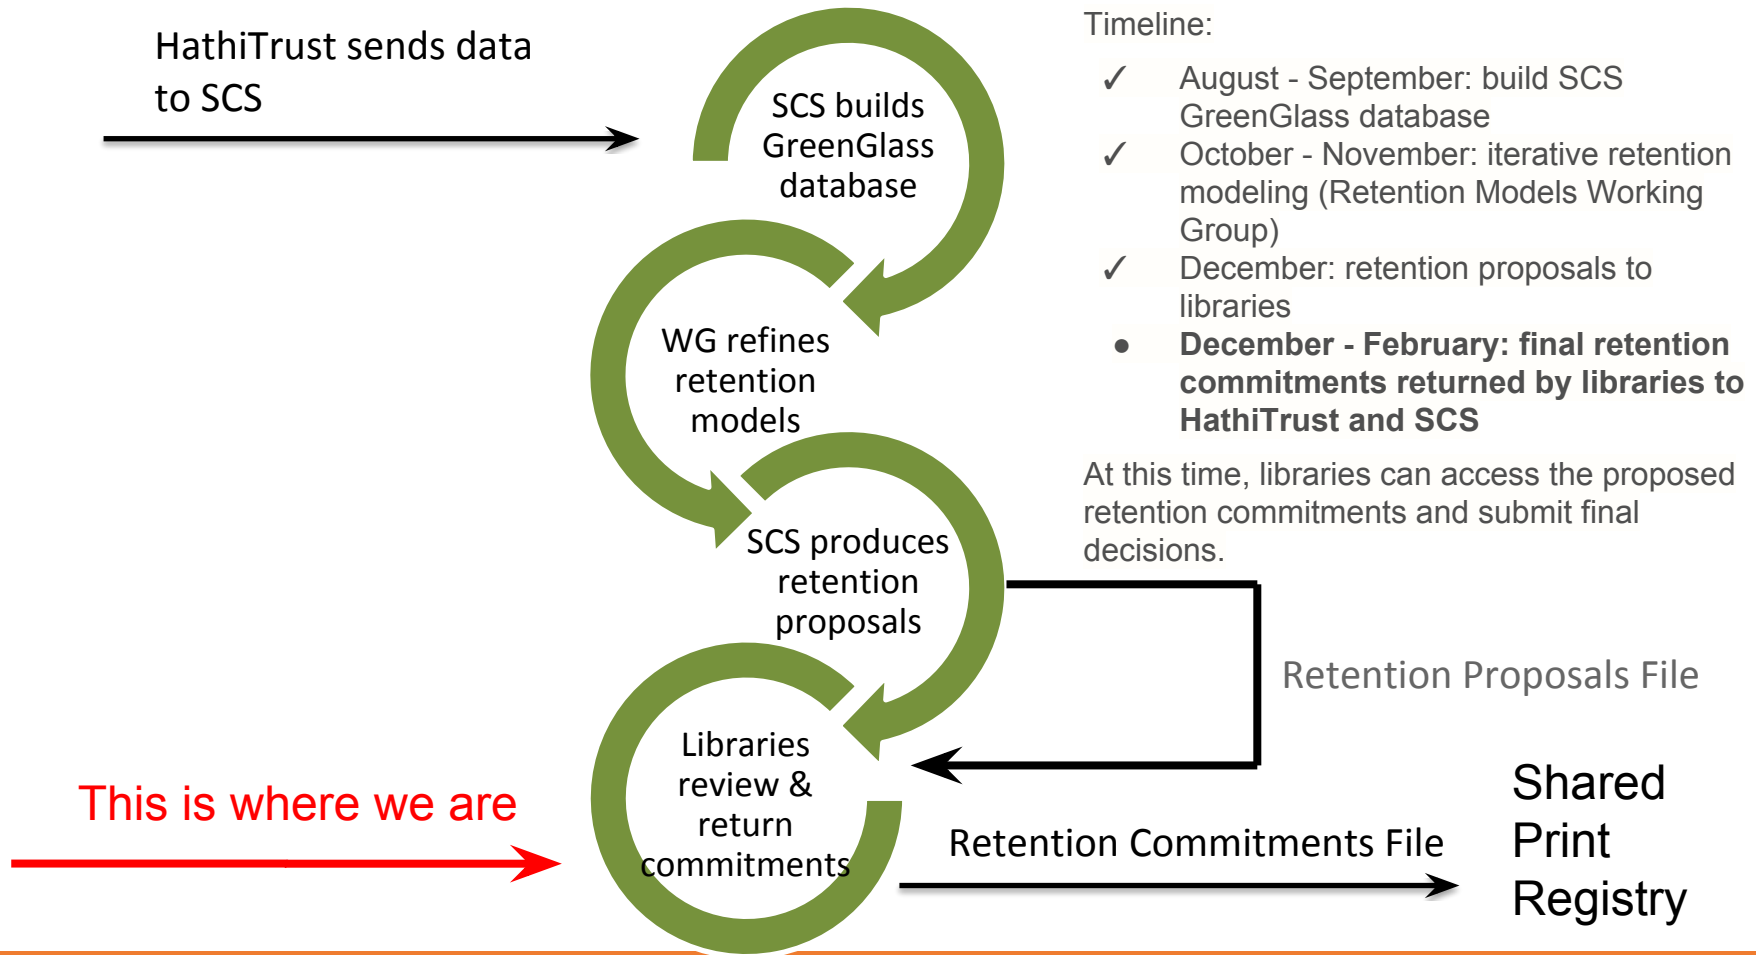 HathiTrust sends data
to SCS
SCS builds
GreenGlass
database
WG refines
retention
models
SCS produces
retention
proposals
Libraries
review &
return
commitments
This is where we are
Timeline:
✓ August - September: build SCS
GreenGlass database
✓ October - November: iterative retention
modeling (Retention Models Working
Group)
✓ December: retention proposals to
libraries
● December - February: final retention
commitments returned by libraries to
HathiTrust and SCS
At this time, libraries can access the proposed
retention commitments and submit final
decisions.
Retention Proposals File
Retention Commitments File
Shared
Print
Registry